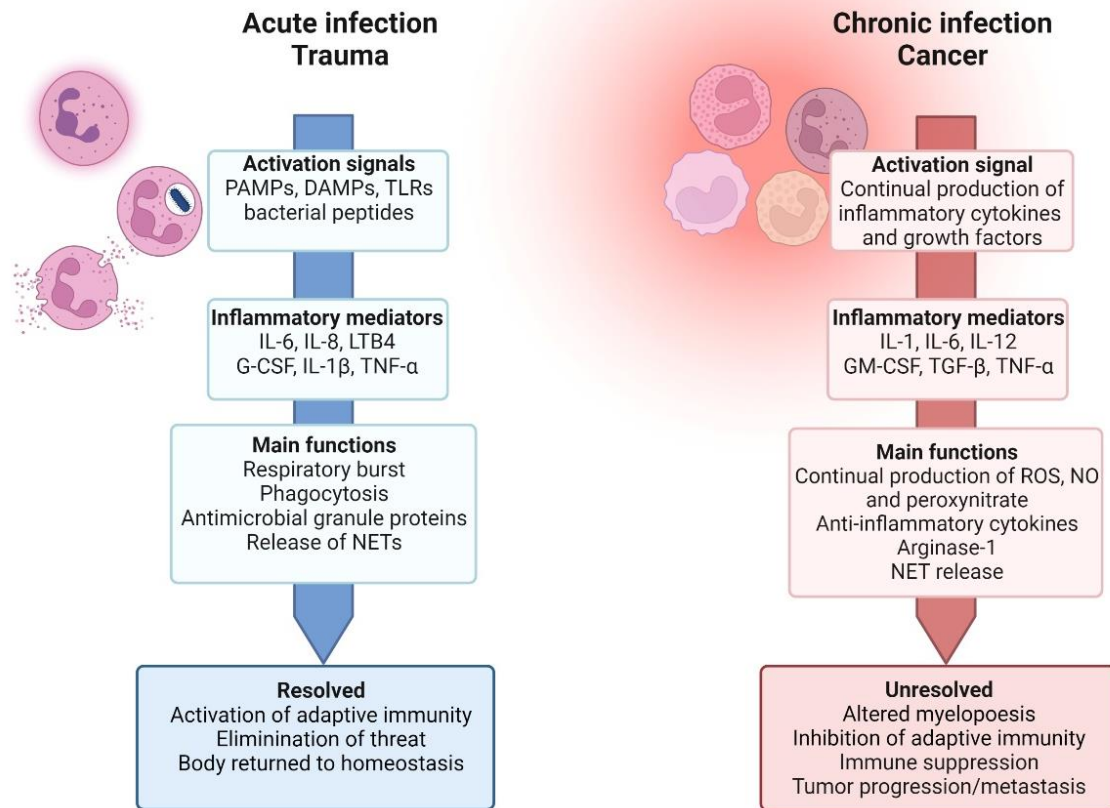 Acute infection
Trauma
Activation signals
PAMPs, DAMPs, TLRs
bacterial peptides
Inflammatory mediators
IL-6, IL-8, LTB4
G-CSF, IL-1β, TNF-α
Main functions
Respiratory burst
Phagocytosis
Antimicrobial granule proteins
Release of NETs
Resolved
Activation of adaptive immunity
Eliminination of threat
Body returned to homeostasis
Chronic infection
Cancer
Activation signal
Continual production of
inflammatory cytokines
and growth factors
Inflammatory mediators
IL-1, IL-6, IL-12
GM-CSF, TGF-β, TNF-α
Main functions
Continual production of ROS, NO
and peroxynitrate
Anti-inflammatory cytokines
Arginase-1
NET release
Unresolved
Altered myelopoesis
Inhibition of adaptive immunity
Immune suppression
Tumor progression/metastasis